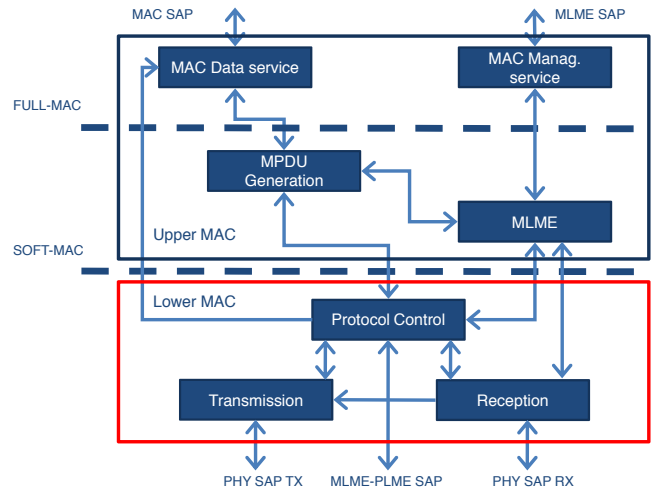 MAC SAP
MLME SAP
MAC Data service
MAC Manag.
service
FULL-MAC
MPDU
Generation
MLME
Upper MAC
SOFT-MAC
Lower MAC
Protocol Control
Transmission
Reception
PHY SAP TX
MLME-PLME SAP
PHY SAP RX